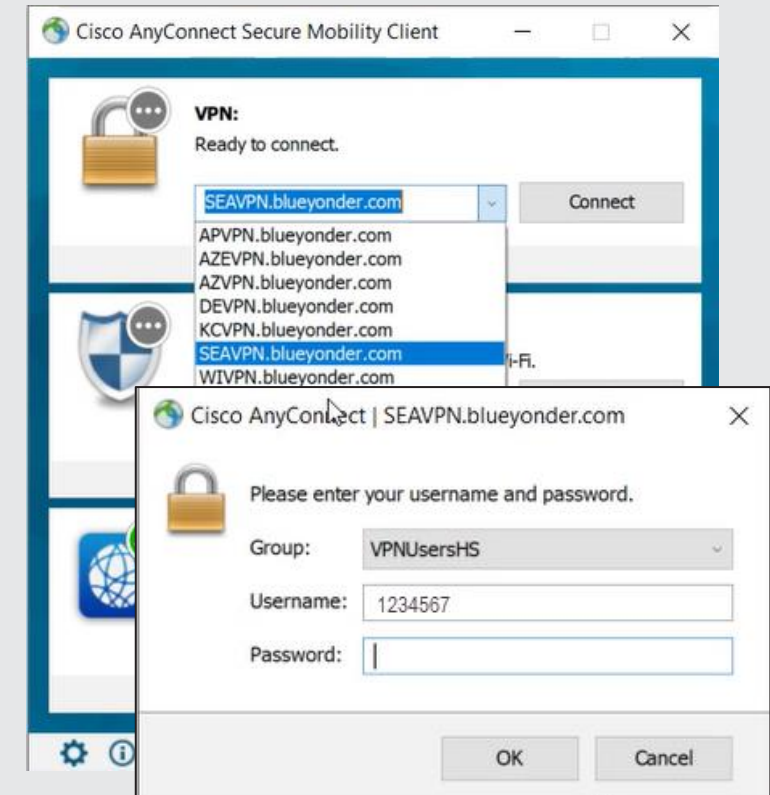 Cisco AnyConnect Secure Mobility Client
VPN:
Ready to connect.
SEAVPN.blueyonder.com
Connect
APVPN.blueyonder.com
AZEVPN.blueyonder.com
AZVPN.blueyonder.com
DEVPN.blueyonder.com
KCVPN.blueyonder.com
SEAVPN.blueyonder.com
WIVPN.blueyonder.com
i-Fi.
Cisco AnyConnect | SEAVPN.blueyonder.com
Please enter your username and password.
Group: VPNUsersHS
Username: 1234567
Password:
OK Cancel